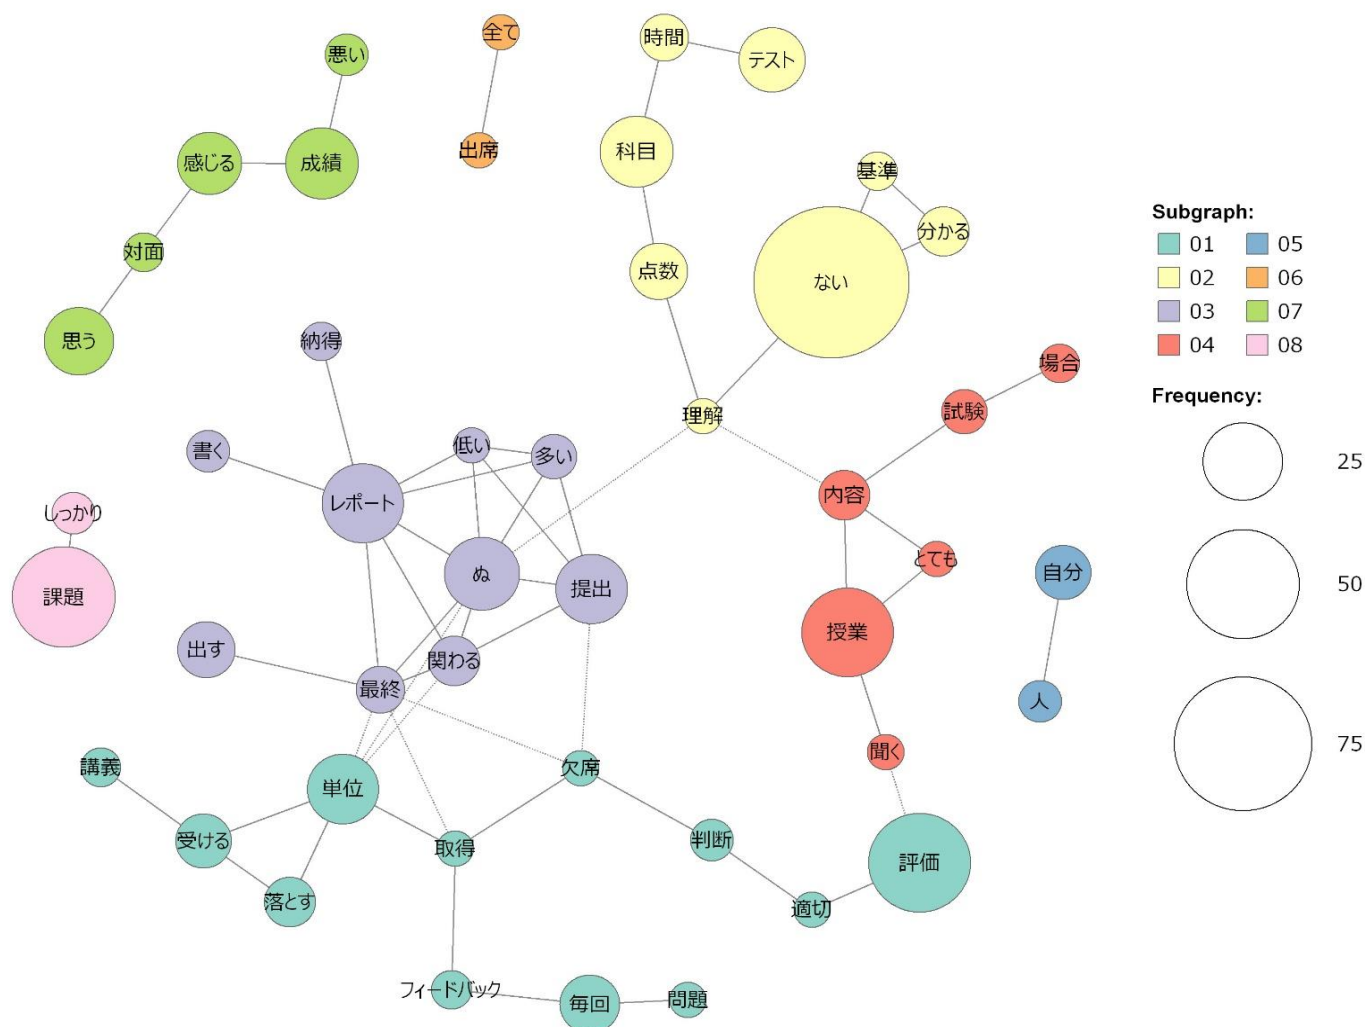 全て
悪い
時間
テスト
出席
感じる
成績
科目
基準
分かる
対面
点数
ない
思う
納得
理解
場合
試験
書く
低い
多い
レポート
内容
しっかり
課題
ぬ
提出
とても
自分
授業
出す
関わる
最終
人
聞く
講義
欠席
単位
受ける
取得
判断
評価
落とす
適切
フィードバック
毎回
問題
Subgraph:
01 05
02 06
03 07
04 08
Frequency:
25
50
75